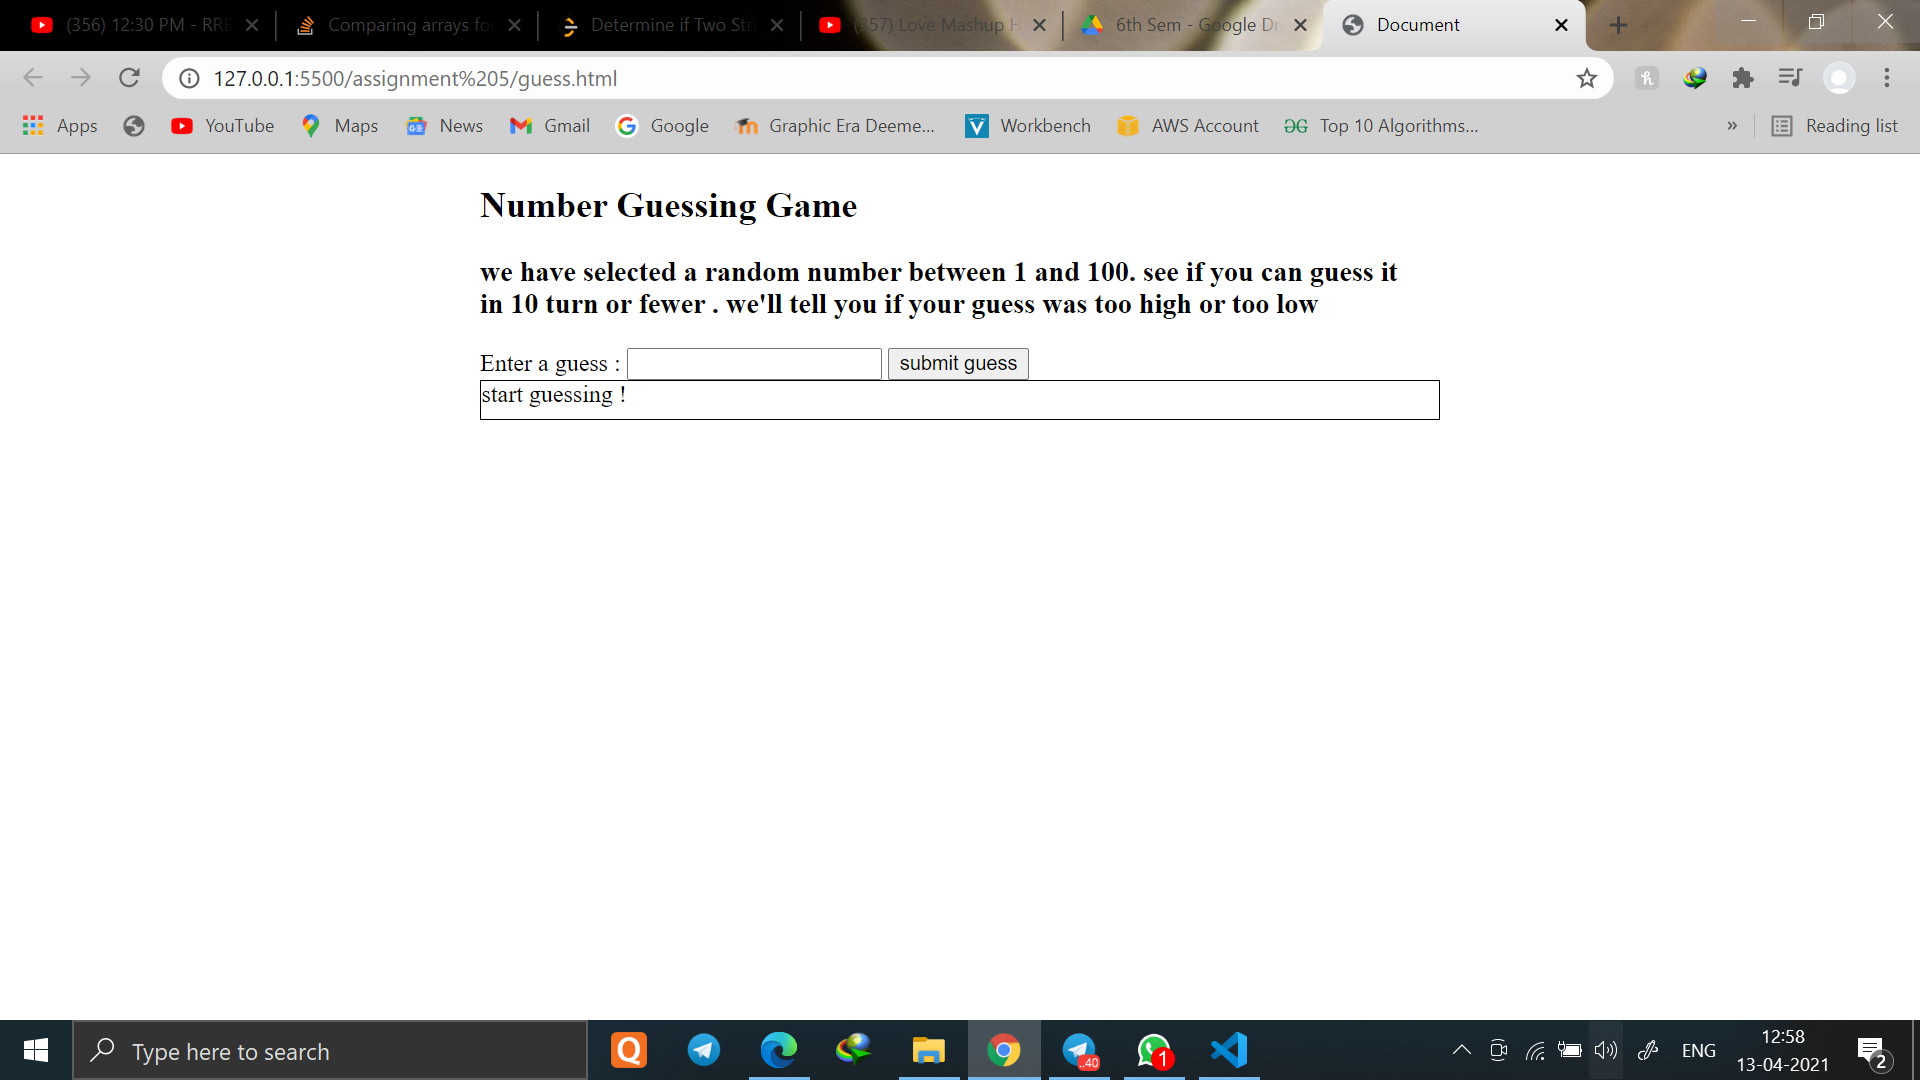 (356) 12:30 PM - RRB
Comparing arrays fo
Determine if Two Str
(357) Love Mashup H
6th Sem - Google Dr
Document
127.0.0.1:5500/assignment%205/guess.html
Apps
YouTube
Maps
News
Gmail
Google
Graphic Era Deeme...
Workbench
AWS Account
Top 10 Algorithms...
»
Reading list
Number Guessing Game
we have selected a random number between 1 and 100. see if you can guess it
in 10 turn or fewer . we'll tell you if your guess was too high or too low
Enter a guess : submit guess
start guessing !
Type here to search
..40
1
ENG
12:58
13-04-2021
2